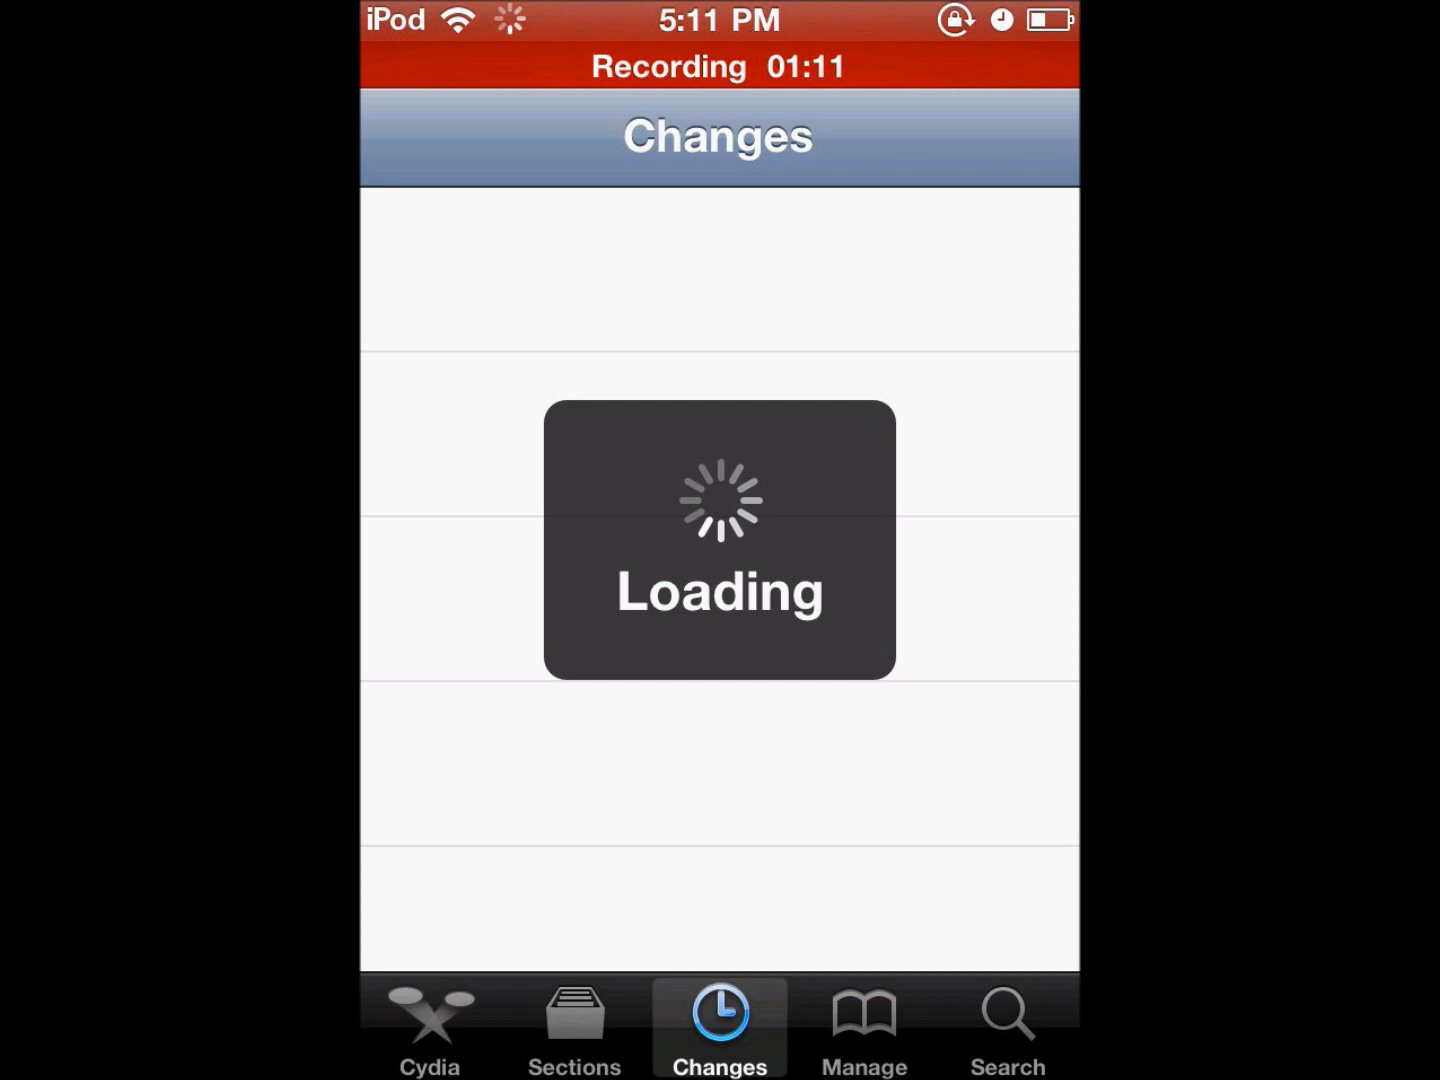 iPod 5:11 PM
Recording 01:11
Changes
Loading
Cydia Sections Changes Manage Search